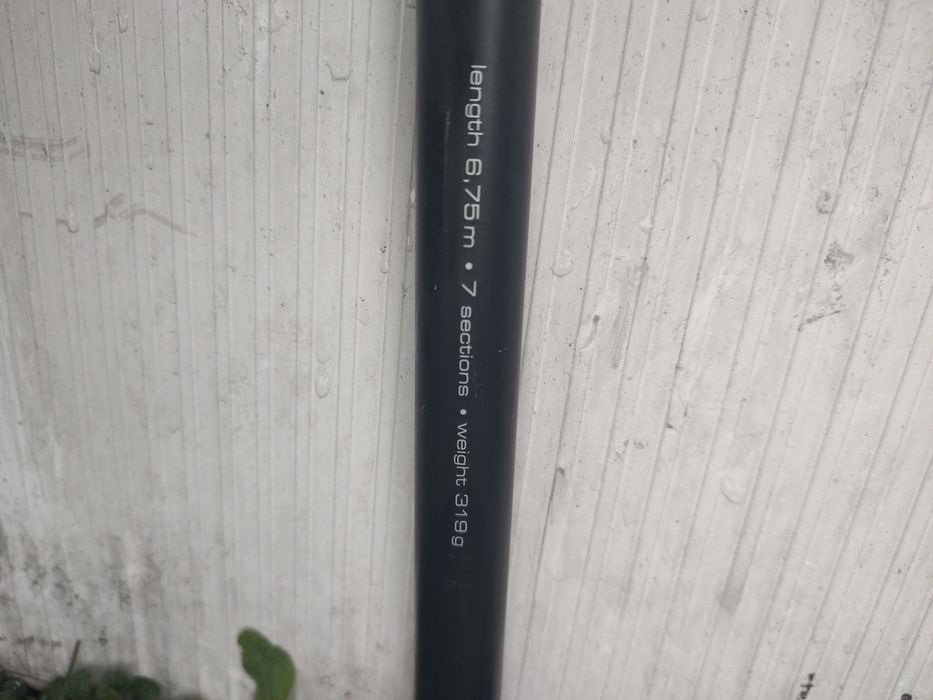 length 6,75 m • 7 sections • weight 319 g